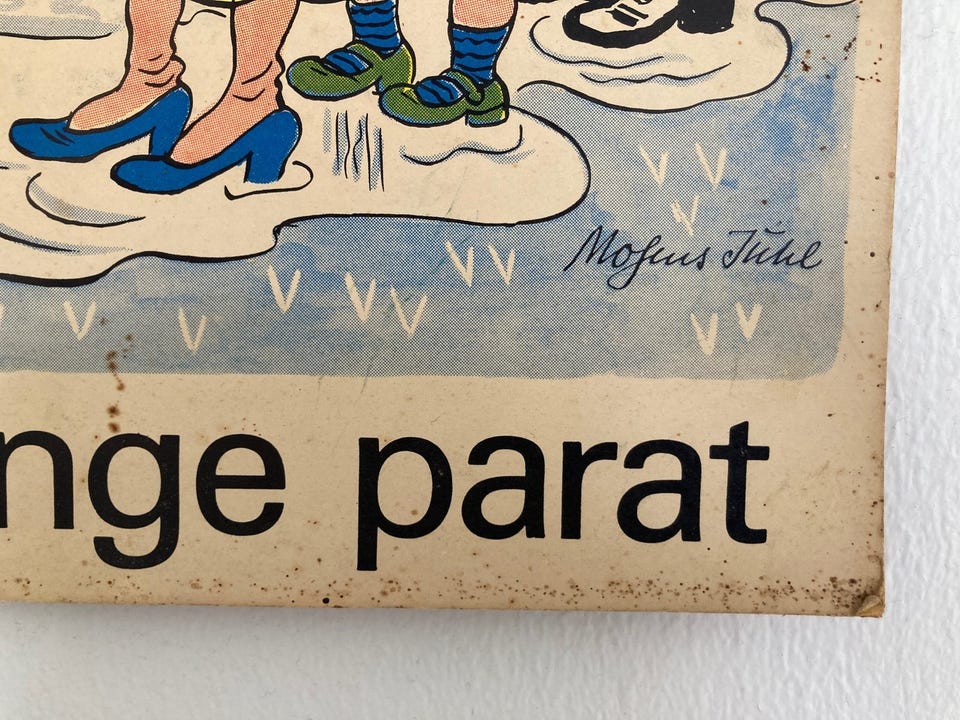 Mogens Juhl
nge parat